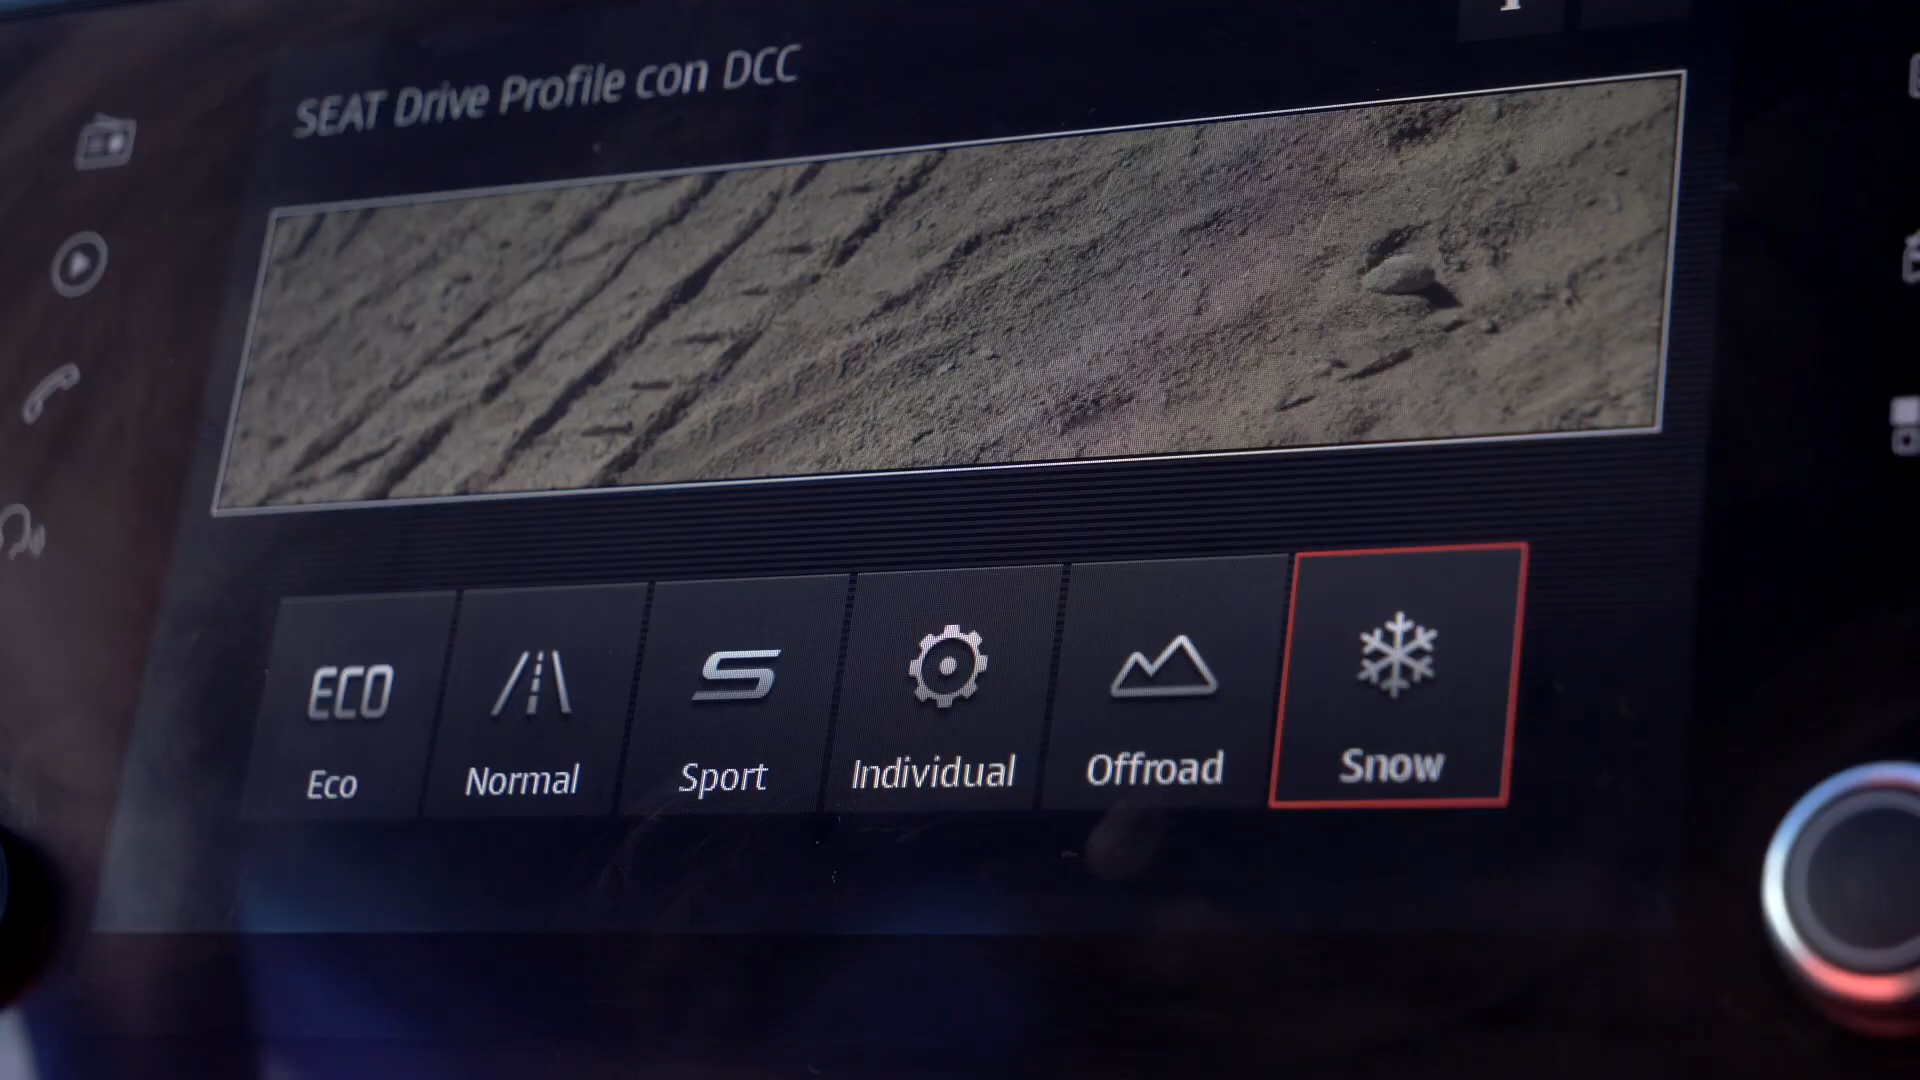 SEAT Drive Profile con DCC
ECO
S
Eco
Normal
Sport
Individual
Offroad
Snow